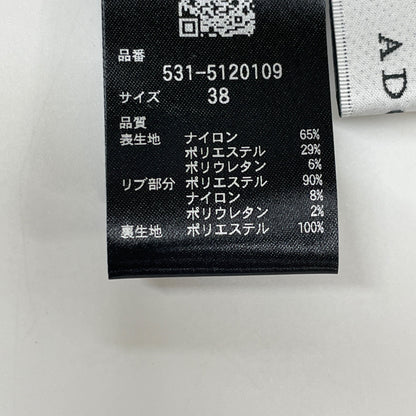 品番
531-5120109
サイズ 38
品質
表生地 ナイロン 65%
ポリエステル 29%
ポリウレタン 6%
リブ部分 ポリエステル 90%
ナイロン 8%
ポリウレタン 2%
裏生地 ポリエステル 100%